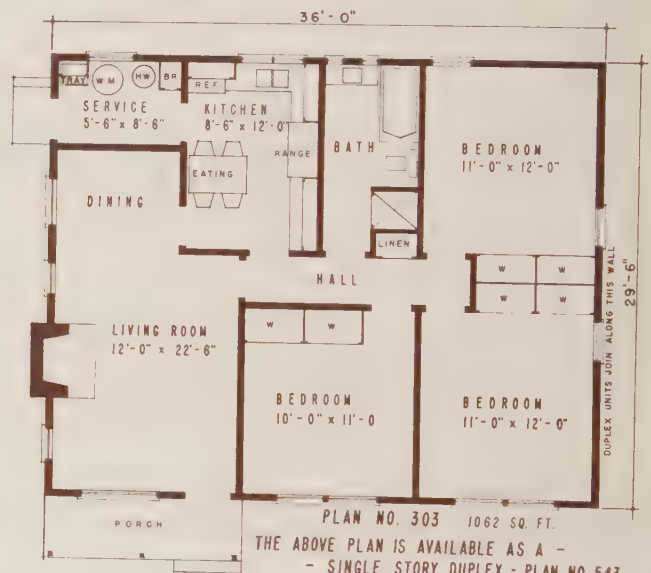 36'-0"
TRAY W M HW BR
REF
SERVICE
5'-6" x 8'-6"
KITCHEN
8'-6" x 12'-0"
RANGE
EATING
BATH
BEDROOM
11'-0" x 12'-0"
DINING
LINEN
HALL
W W
W W
29'-6"
DUPLEX UNITS JOIN ALONG THIS WALL
LIVING ROOM
12'-0" x 22'-6"
W W
BEDROOM
10'-0" x 11'-0
BEDROOM
11'-0" x 12'-0"
PORCH
PLAN NO. 303 1062 SQ. FT.
THE ABOVE PLAN IS AVAILABLE AS A -
- SINGLE STORY DUPLEX - PLAN NO. 643